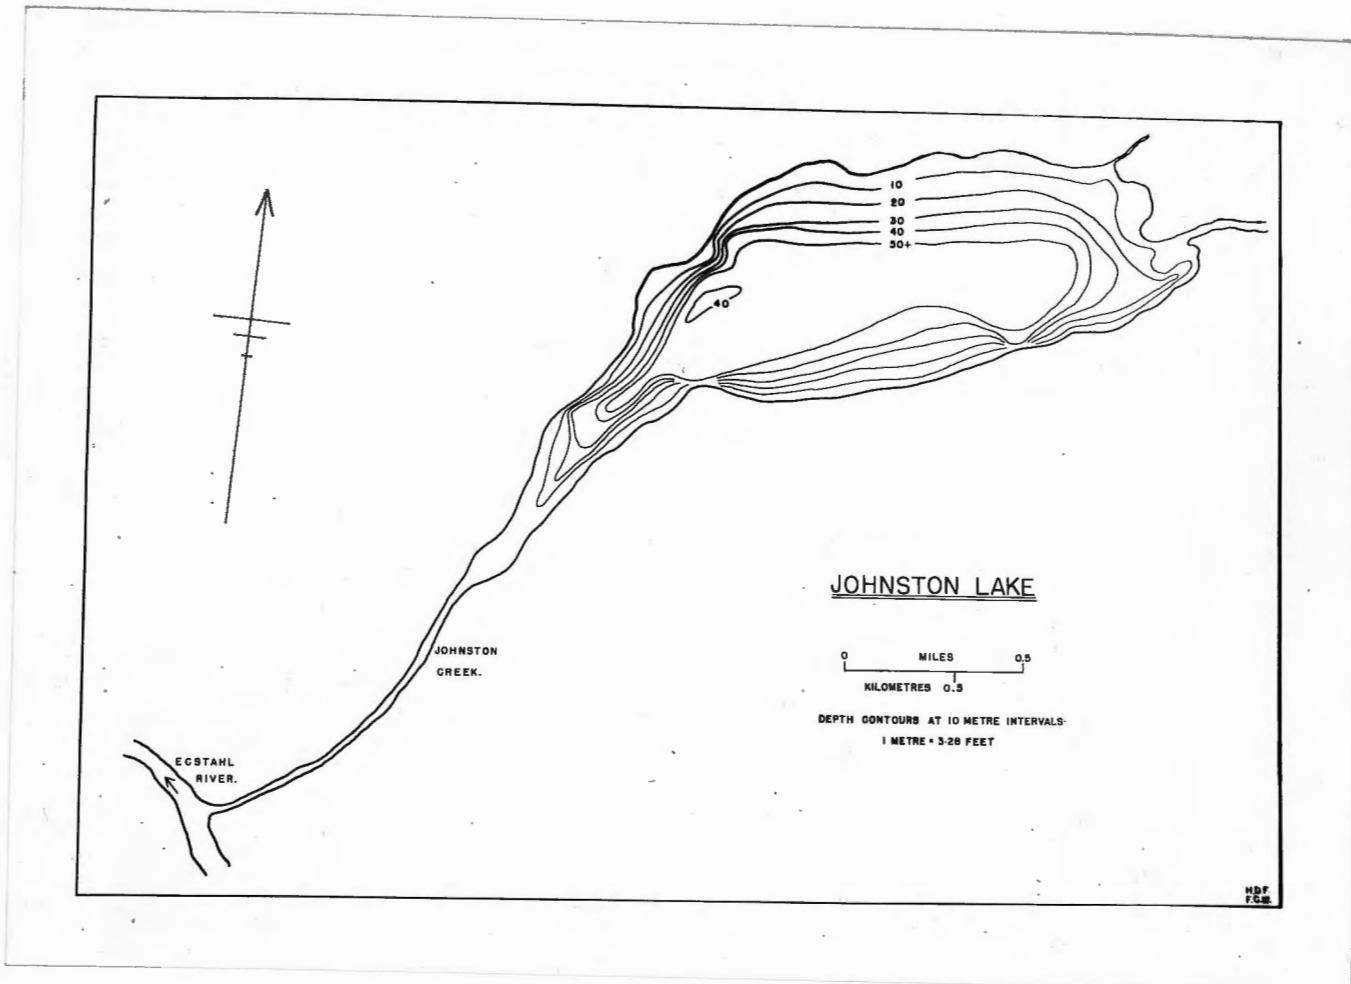 10
20
30
40
50+
40
JOHNSTON LAKE
0 MILES 0.5
KILOMETRES 0.5
DEPTH CONTOURS AT 10 METRE INTERVALS·
1 METRE = 3·28 FEET
JOHNSTON
CREEK.
ECSTAHL
RIVER.
H.D.F.
F.C.W.